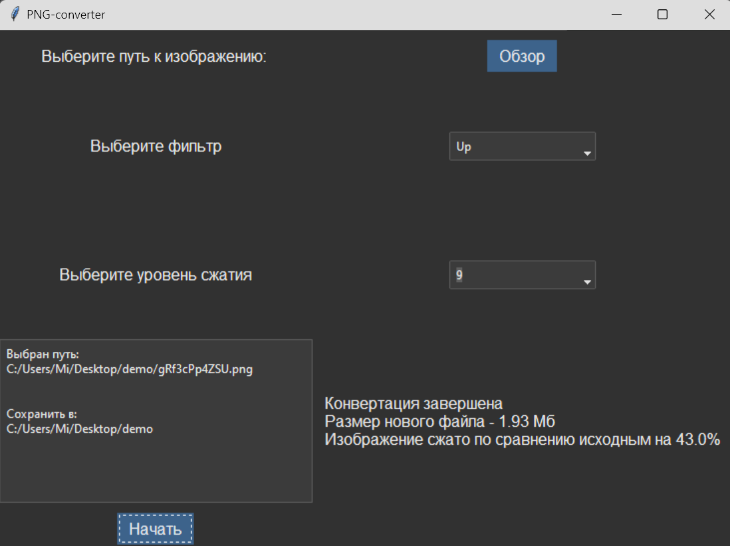 PNG-converter
Выберите путь к изображению:
Обзор
Выберите фильтр
Up
Выберите уровень сжатия
9
Выбран путь:
C:/Users/Mi/Desktop/demo/gRf3cPp4ZSU.png
Сохранить в:
C:/Users/Mi/Desktop/demo
Конвертация завершена
Размер нового файла - 1.93 Мб
Изображение сжато по сравнению исходным на 43.0%
Начать